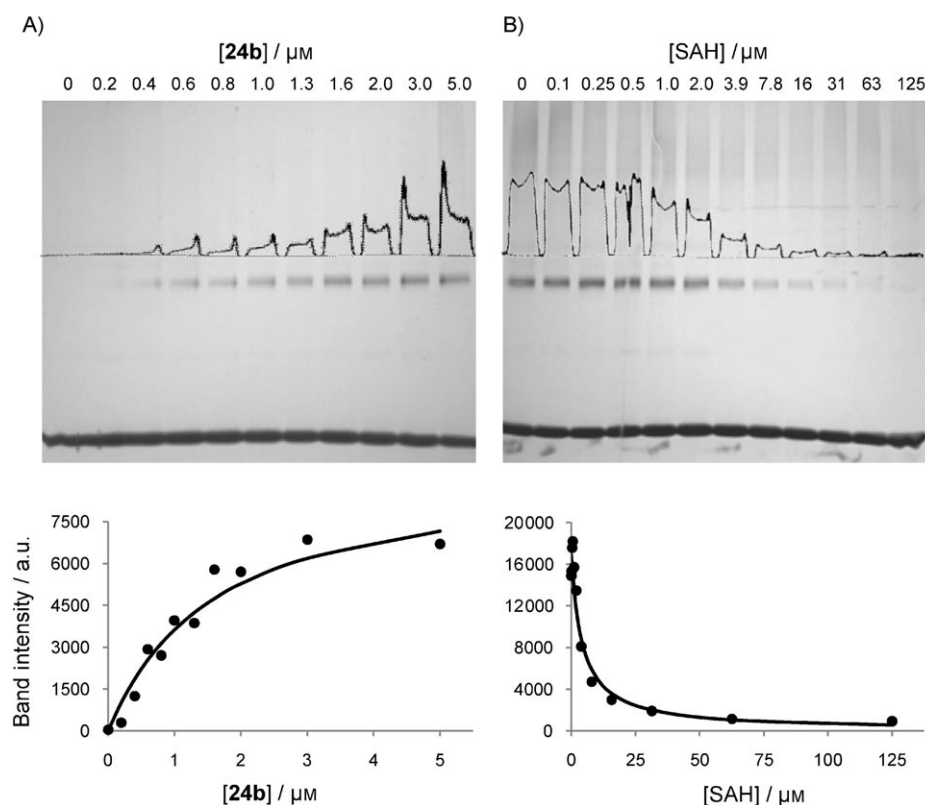 A)
[24b] / µM
0 0.2 0.4 0.6 0.8 1.0 1.3 1.6 2.0 3.0 5.0
B)
[SAH] / µM
0 0.1 0.25 0.5 1.0 2.0 3.9 7.8 16 31 63 125
Band intensity / a.u.
7500
6000
4500
3000
1500
0
0 1 2 3 4 5
[24b] / µM
20000
16000
12000
8000
4000
0
0 25 50 75 100 125
[SAH] / µM